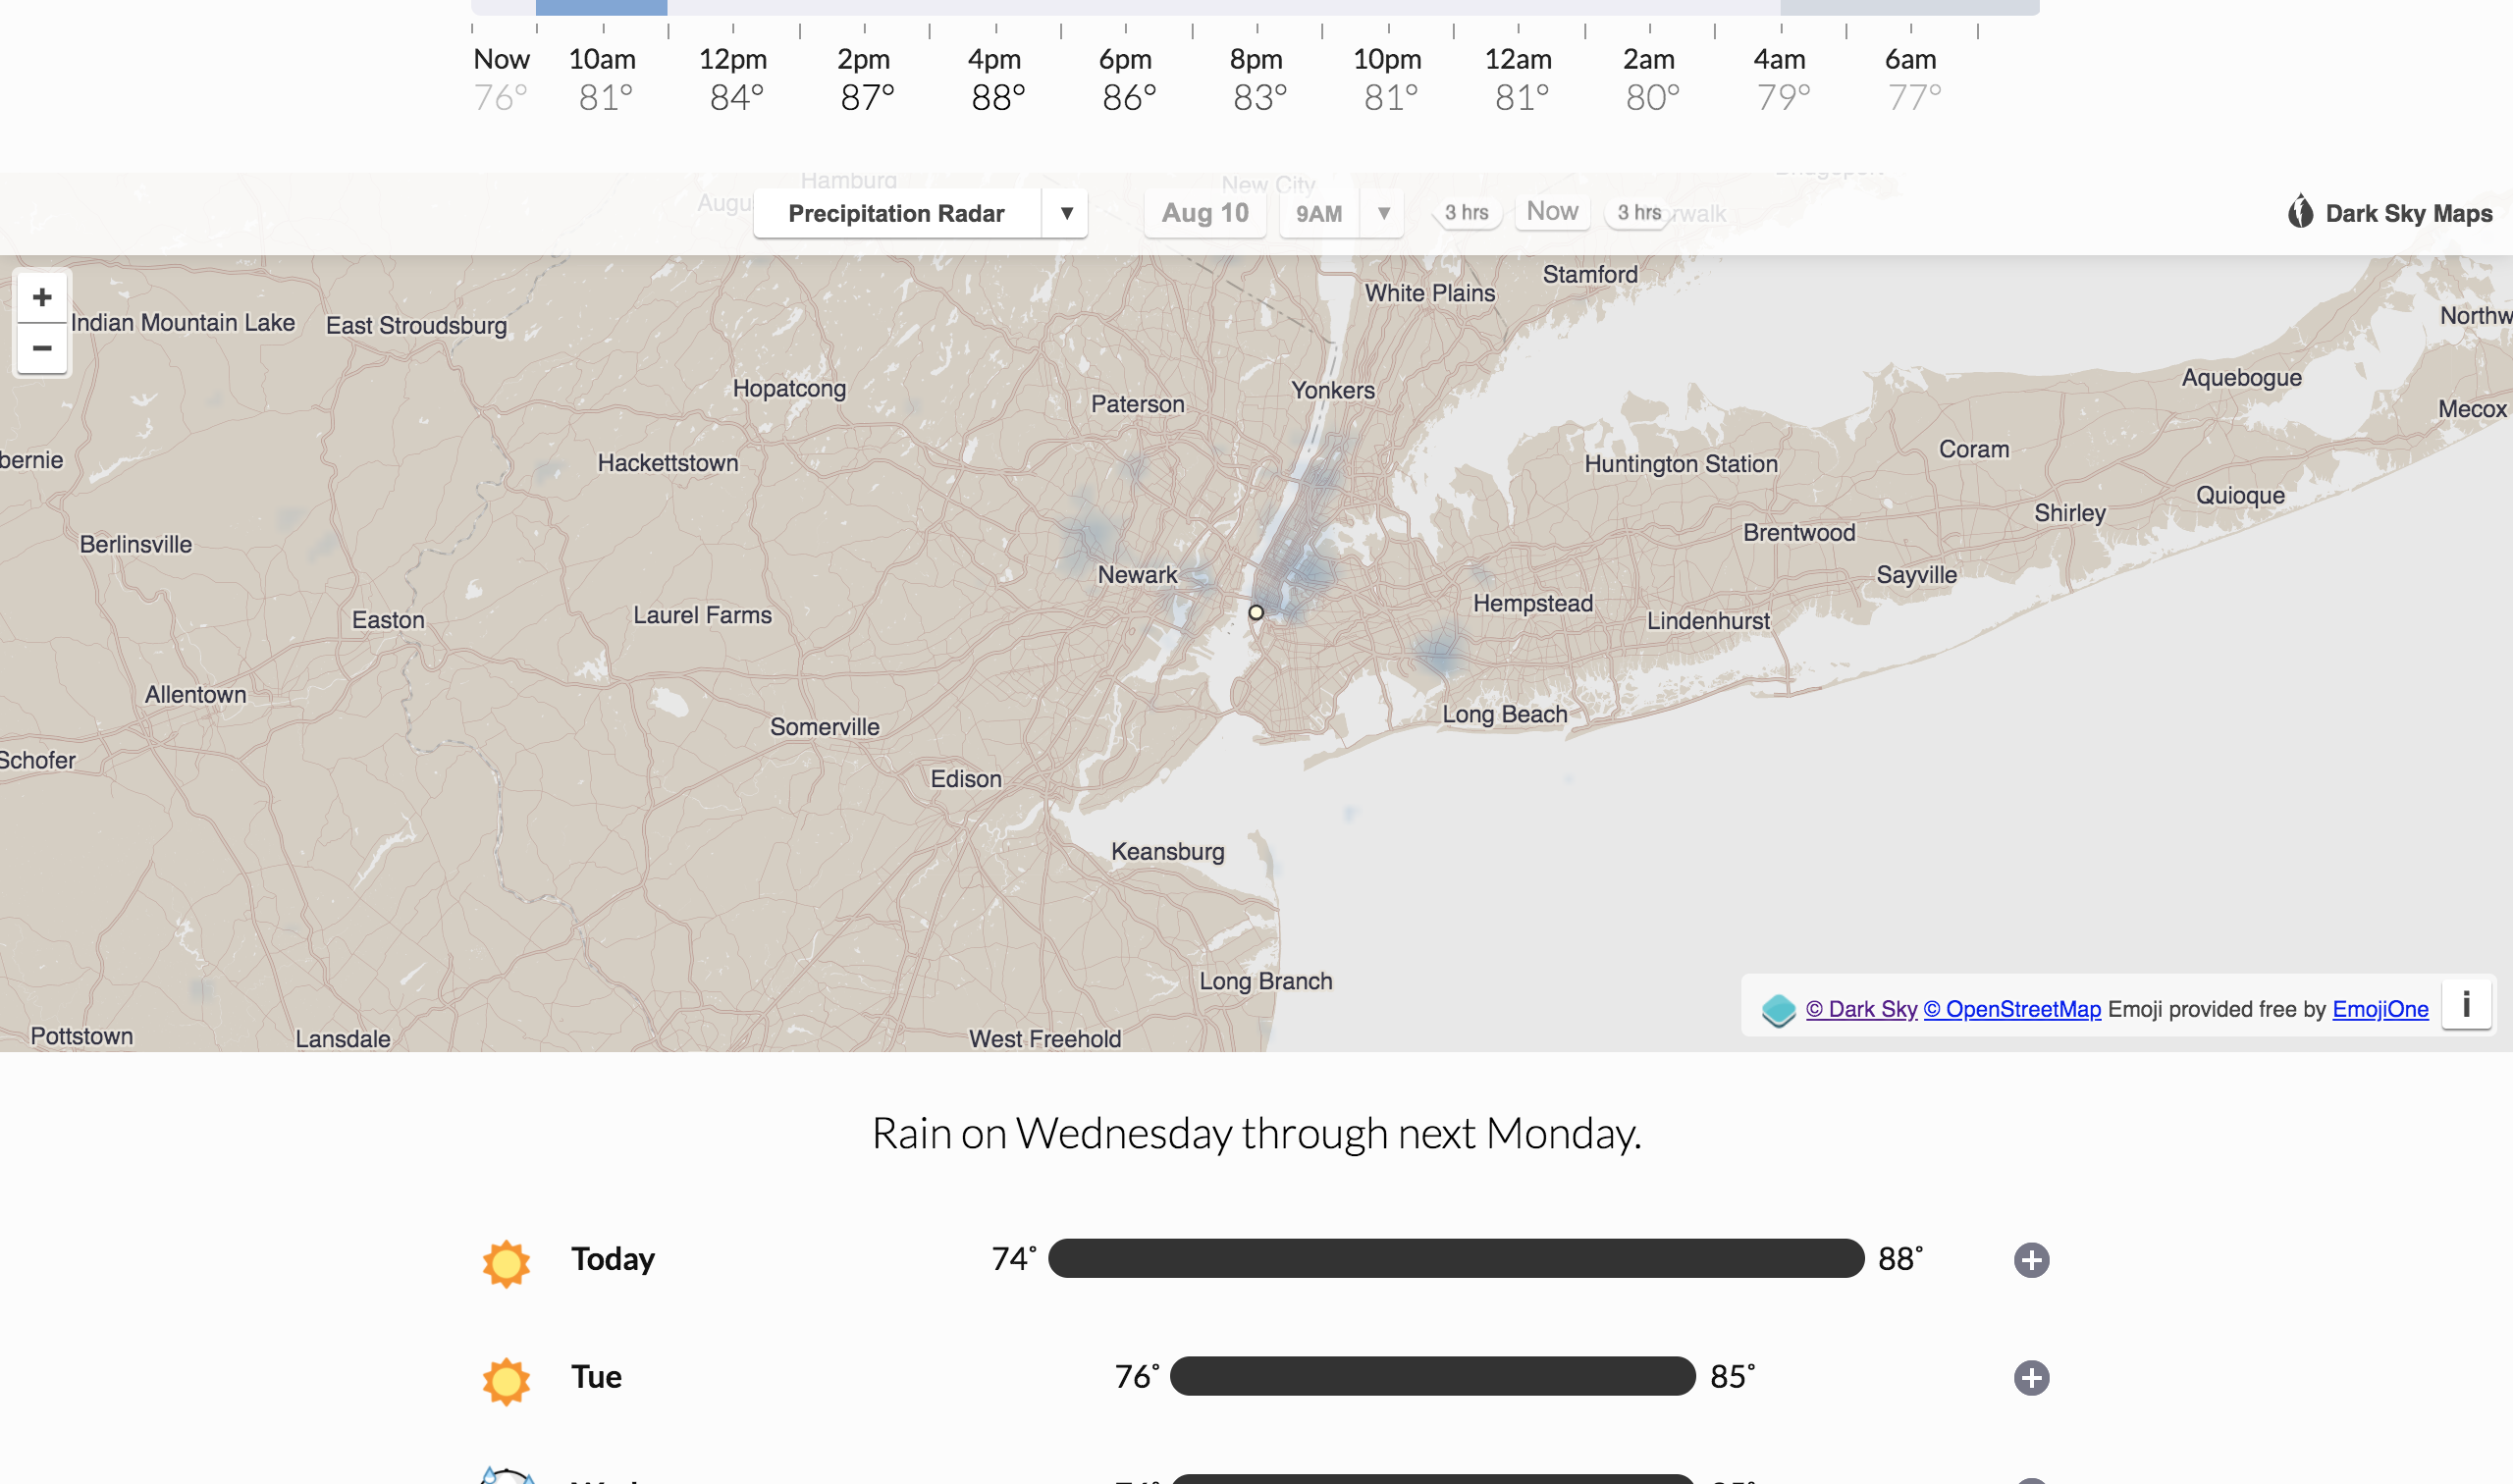 Now 10am 12pm 2pm 4pm 6pm 8pm 10pm 12am 2am 4am 6am
76° 81° 84° 87° 88° 86° 83° 81° 81° 80° 79° 77°
Hamburg
New City
Precipitation Radar ▼ Aug 10 9AM ▼ 3 hrs Now 3 hrs
Dark Sky Maps
+
−
Stamford
White Plains
Northw
Indian Mountain Lake
East Stroudsburg
Aquebogue
Hopatcong
Yonkers
Paterson
Mecox
Coram
bernie
Hackettstown
Huntington Station
Quioque
Shirley
Brentwood
Berlinsville
Newark
Sayville
Hempstead
Easton
Laurel Farms
Lindenhurst
Allentown
Long Beach
Somerville
Schofer
Edison
Keansburg
Long Branch
© Dark Sky © OpenStreetMap Emoji provided free by EmojiOne i
Pottstown
Lansdale
West Freehold
Rain on Wednesday through next Monday.
Today 74° 88° +
Tue 76° 85° +